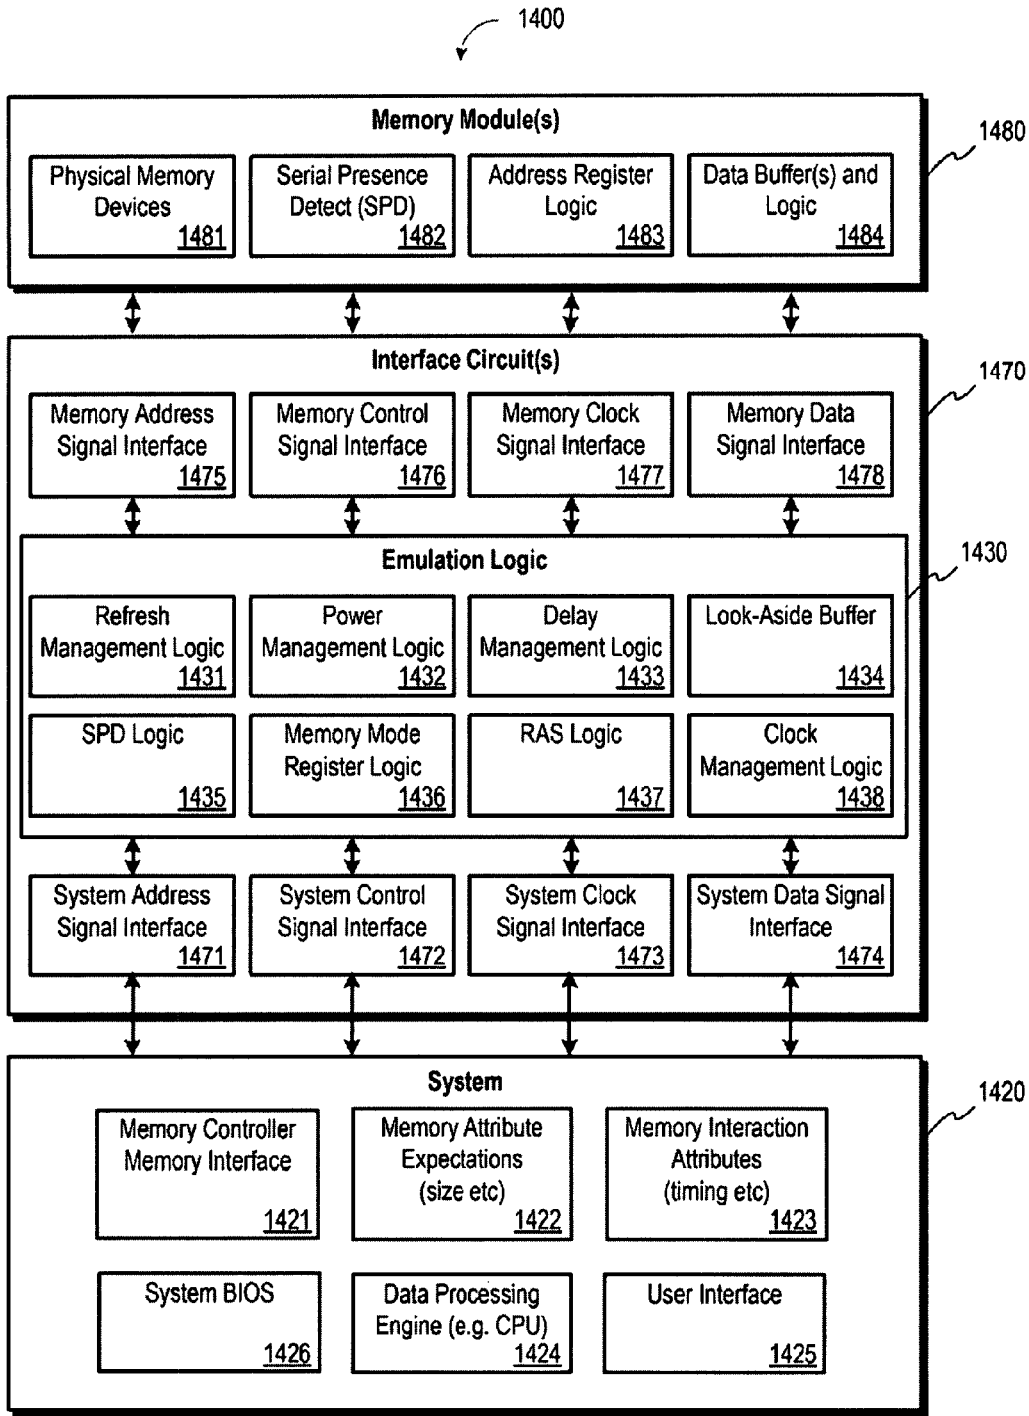 1400
Memory Module(s)
1480
Physical Memory
Devices
1481
Serial Presence
Detect (SPD)
1482
Address Register
Logic
1483
Data Buffer(s) and
Logic
1484
Interface Circuit(s)
1470
Memory Address
Signal Interface
1475
Memory Control
Signal Interface
1476
Memory Clock
Signal Interface
1477
Memory Data
Signal Interface
1478
Emulation Logic
1430
Refresh
Management Logic
1431
Power
Management Logic
1432
Delay
Management Logic
1433
Look-Aside Buffer
1434
SPD Logic
1435
Memory Mode
Register Logic
1436
RAS Logic
1437
Clock
Management Logic
1438
System Address
Signal Interface
1471
System Control
Signal Interface
1472
System Clock
Signal Interface
1473
System Data Signal
Interface
1474
System
1420
Memory Controller
Memory Interface
1421
Memory Attribute
Expectations
(size etc)
1422
Memory Interaction
Attributes
(timing etc)
1423
System BIOS
1426
Data Processing
Engine (e.g. CPU)
1424
User Interface
1425